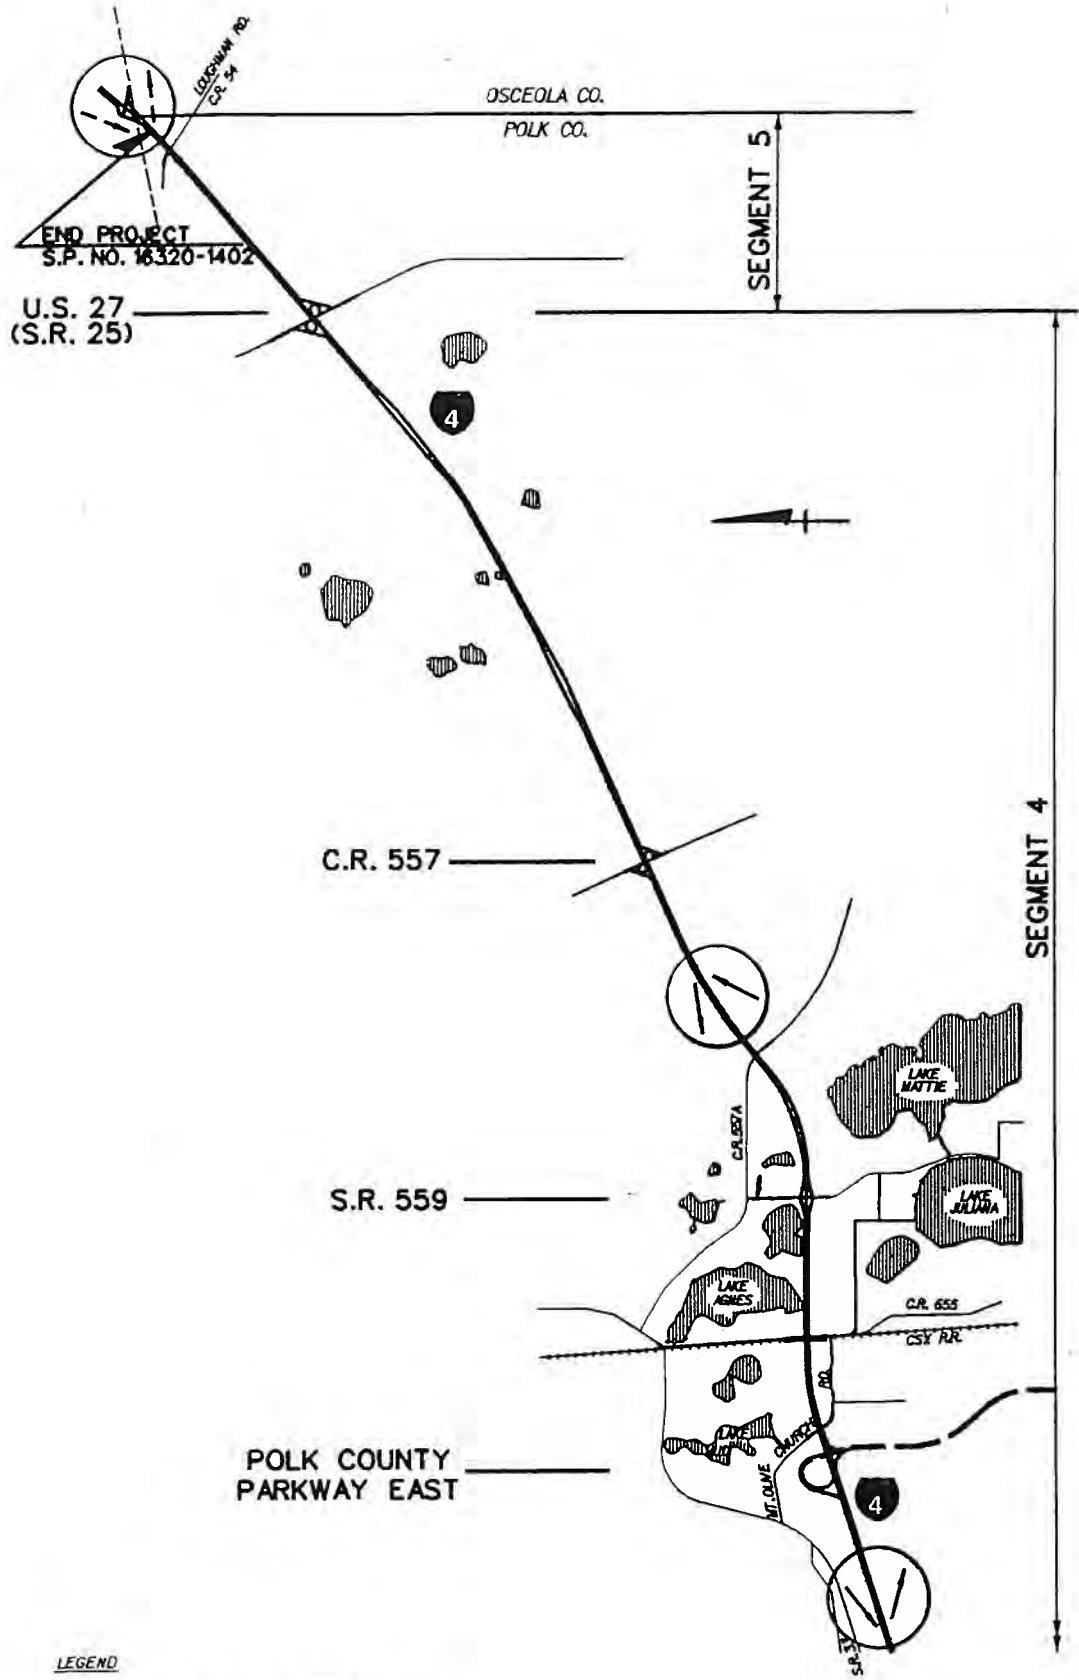 LOUGHMAN RD.
C.R. 54
OSCEOLA CO.
POLK CO.
SEGMENT 5
END PROJECT
S.P. NO. 16320-1402
U.S. 27
(S.R. 25)
4
C.R. 557
SEGMENT 4
LAKE
MATTIE
C.R. 557A
S.R. 559
LAKE
JULIANA
LAKE
AGNES
C.R. 655
CSX R.R.
RD.
LAKE
CHURCH
MT. OLIVE
POLK COUNTY
PARKWAY EAST
4
S.R. 33
LEGEND